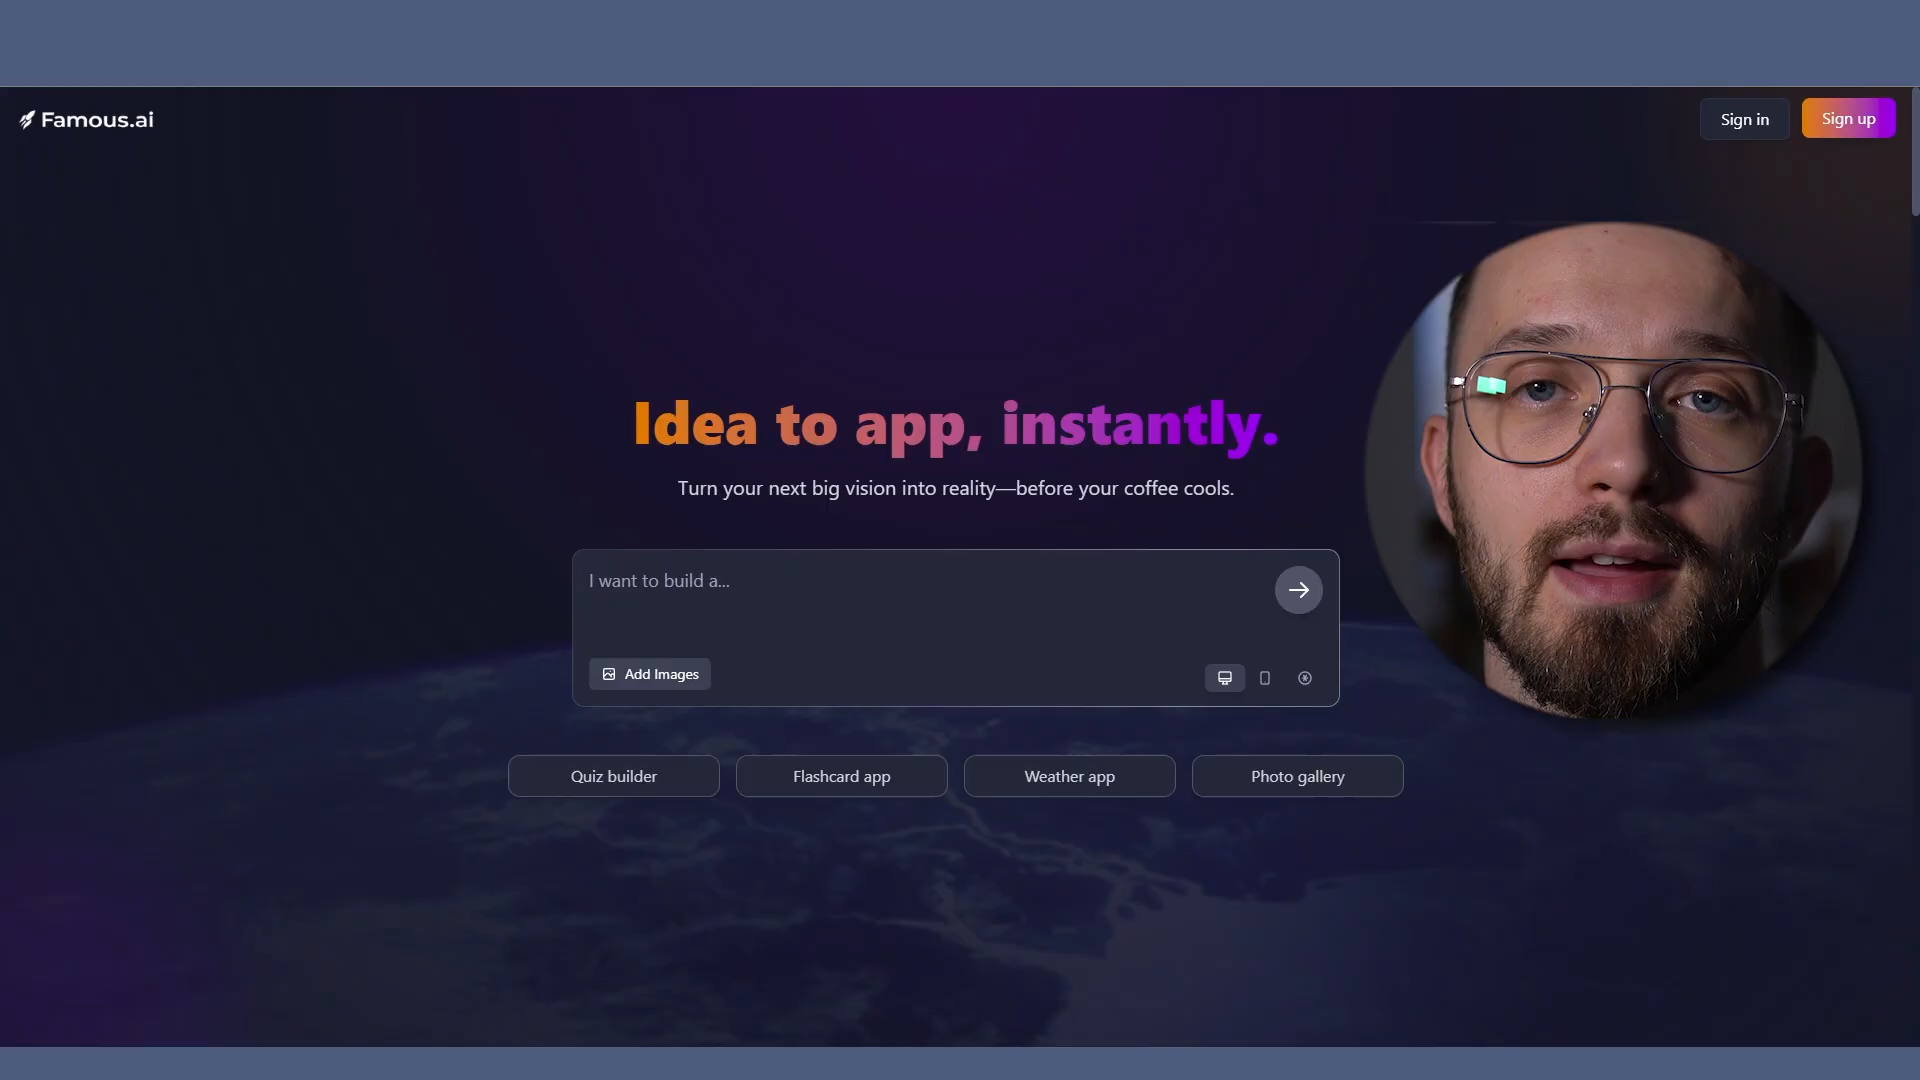 Famous.ai
Sign in
Sign up
Idea to app, instantly.
Turn your next big vision into reality—before your coffee cools.
I want to build a...
Add Images
Quiz builder
Flashcard app
Weather app
Photo gallery